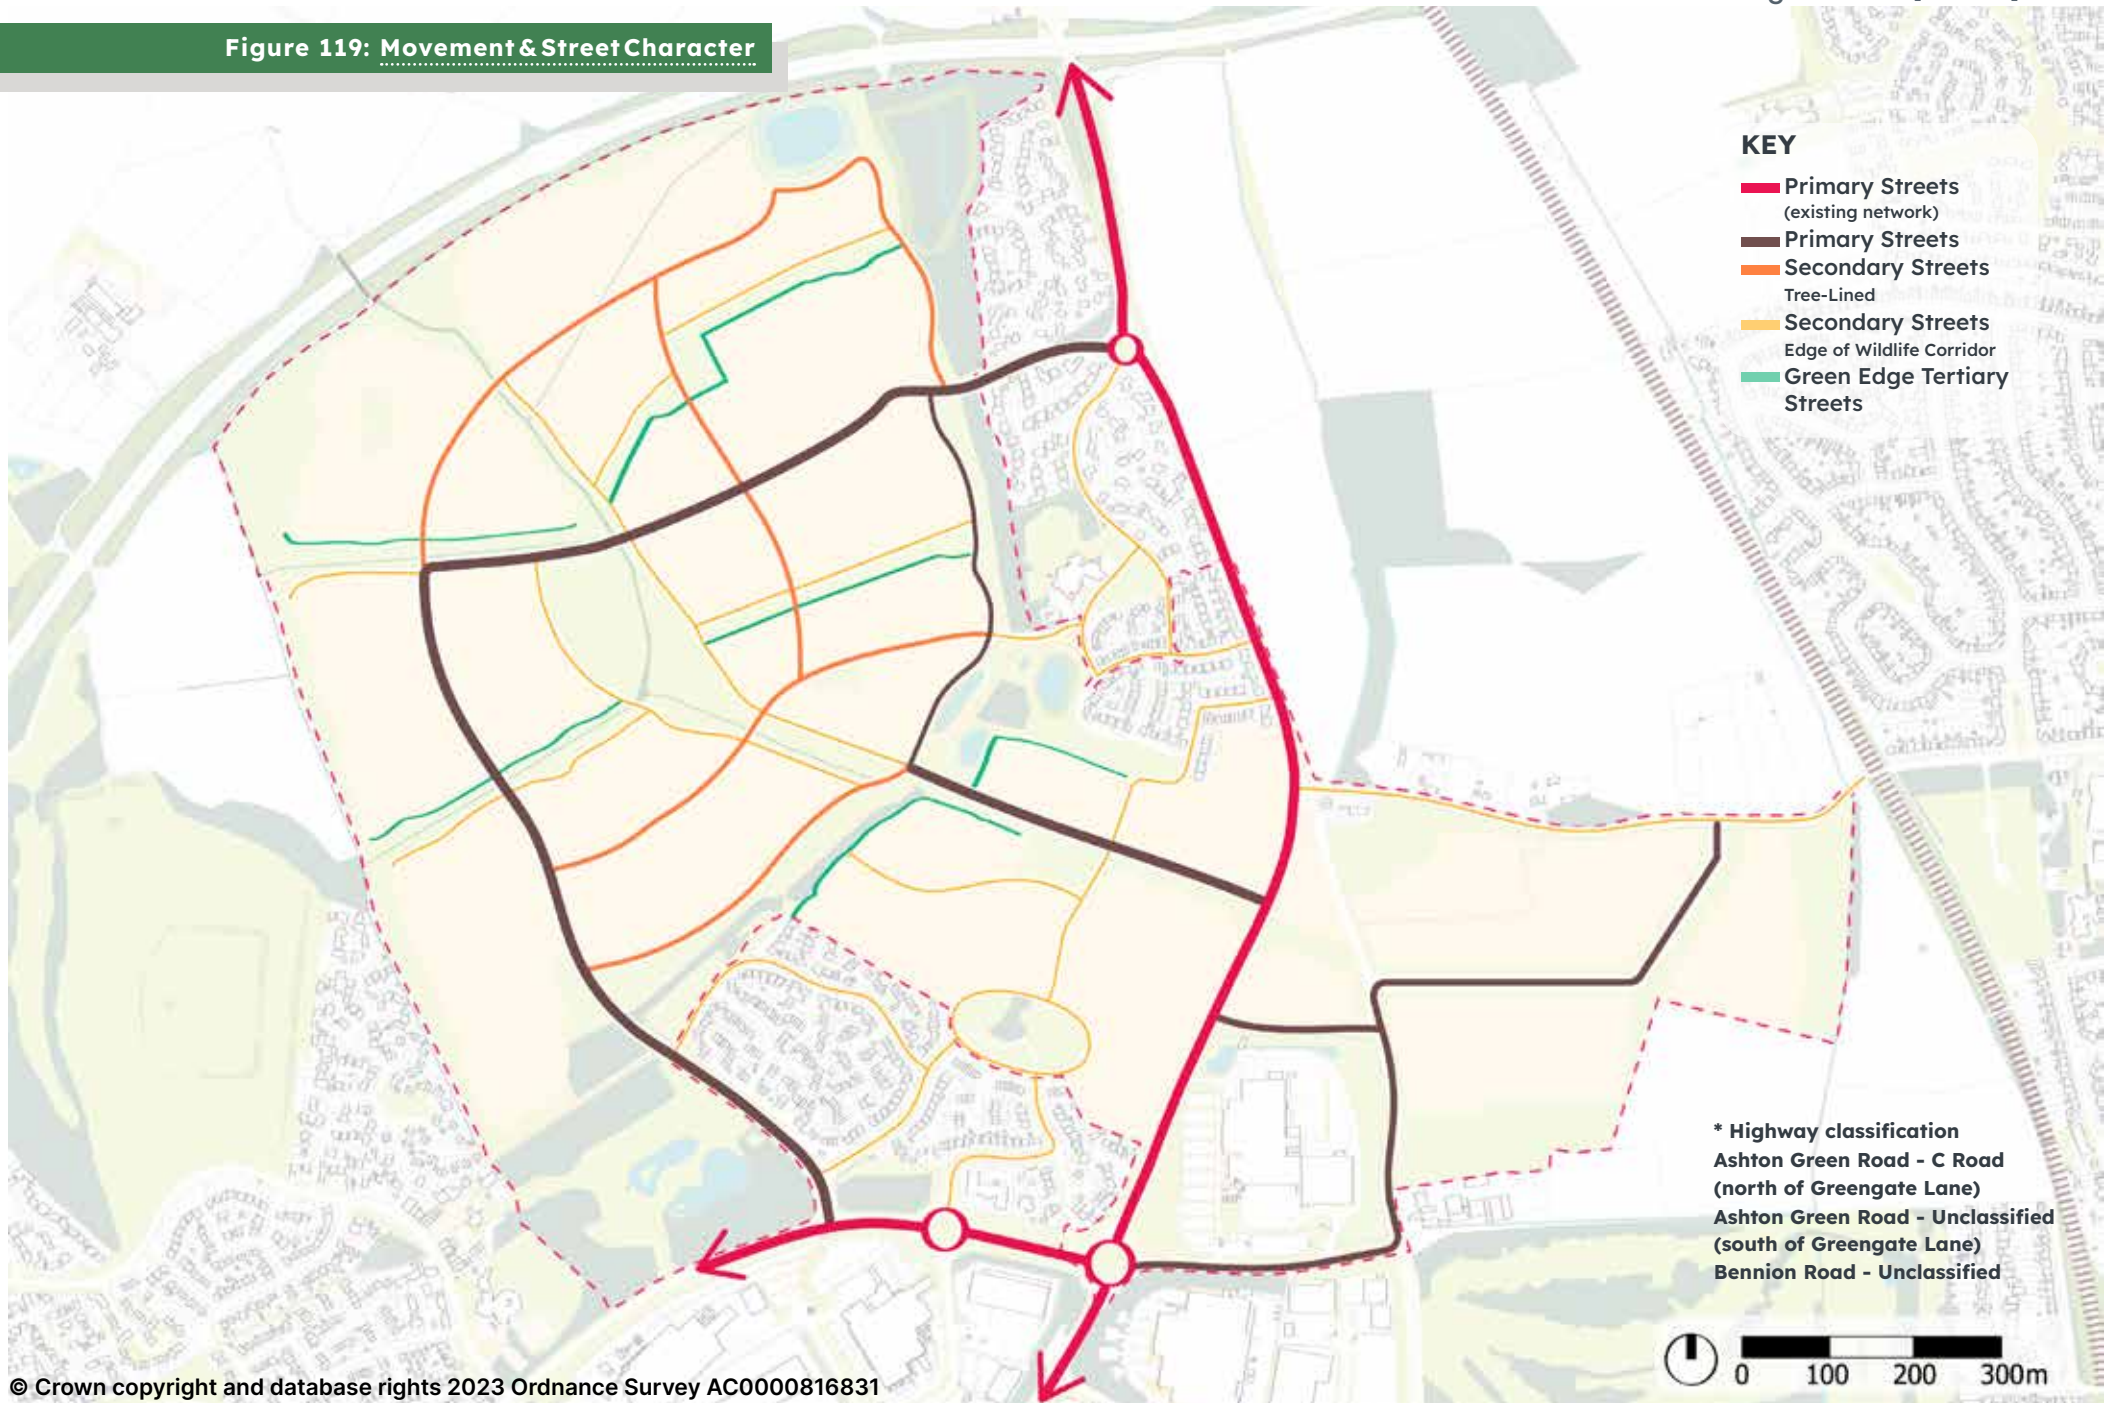 Figure 119: Movement & Street Character
KEY
Primary Streets
(existing network)
Primary Streets
Secondary Streets
Tree-Lined
Secondary Streets
Edge of Wildlife Corridor
Green Edge Tertiary
Streets
* Highway classification
Ashton Green Road - C Road
(north of Greengate Lane)
Ashton Green Road - Unclassified
(south of Greengate Lane)
Bennion Road - Unclassified
0 100 200 300m
© Crown copyright and database rights 2023 Ordnance Survey AC0000816831